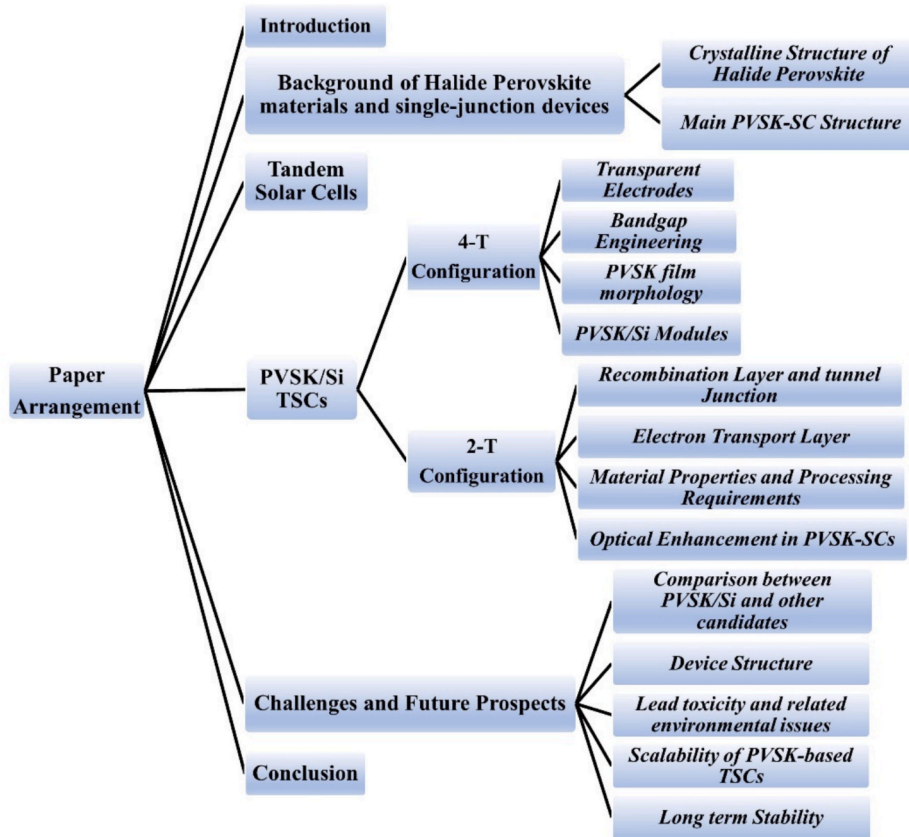 Introduction
Background of Halide Perovskite
materials and single-junction devices
Crystalline Structure of
Halide Perovskite
Main PVSK-SC Structure
Tandem
Solar Cells
Paper
Arrangement
PVSK/Si
TSCs
4-T
Configuration
Transparent
Electrodes
Bandgap
Engineering
PVSK film
morphology
PVSK/Si Modules
2-T
Configuration
Recombination Layer and tunnel
Junction
Electron Transport Layer
Material Properties and Processing
Requirements
Optical Enhancement in PVSK-SCs
Challenges and Future Prospects
Comparison between
PVSK/Si and other
candidates
Device Structure
Lead toxicity and related
environmental issues
Scalability of PVSK-based
TSCs
Long term Stability
Conclusion